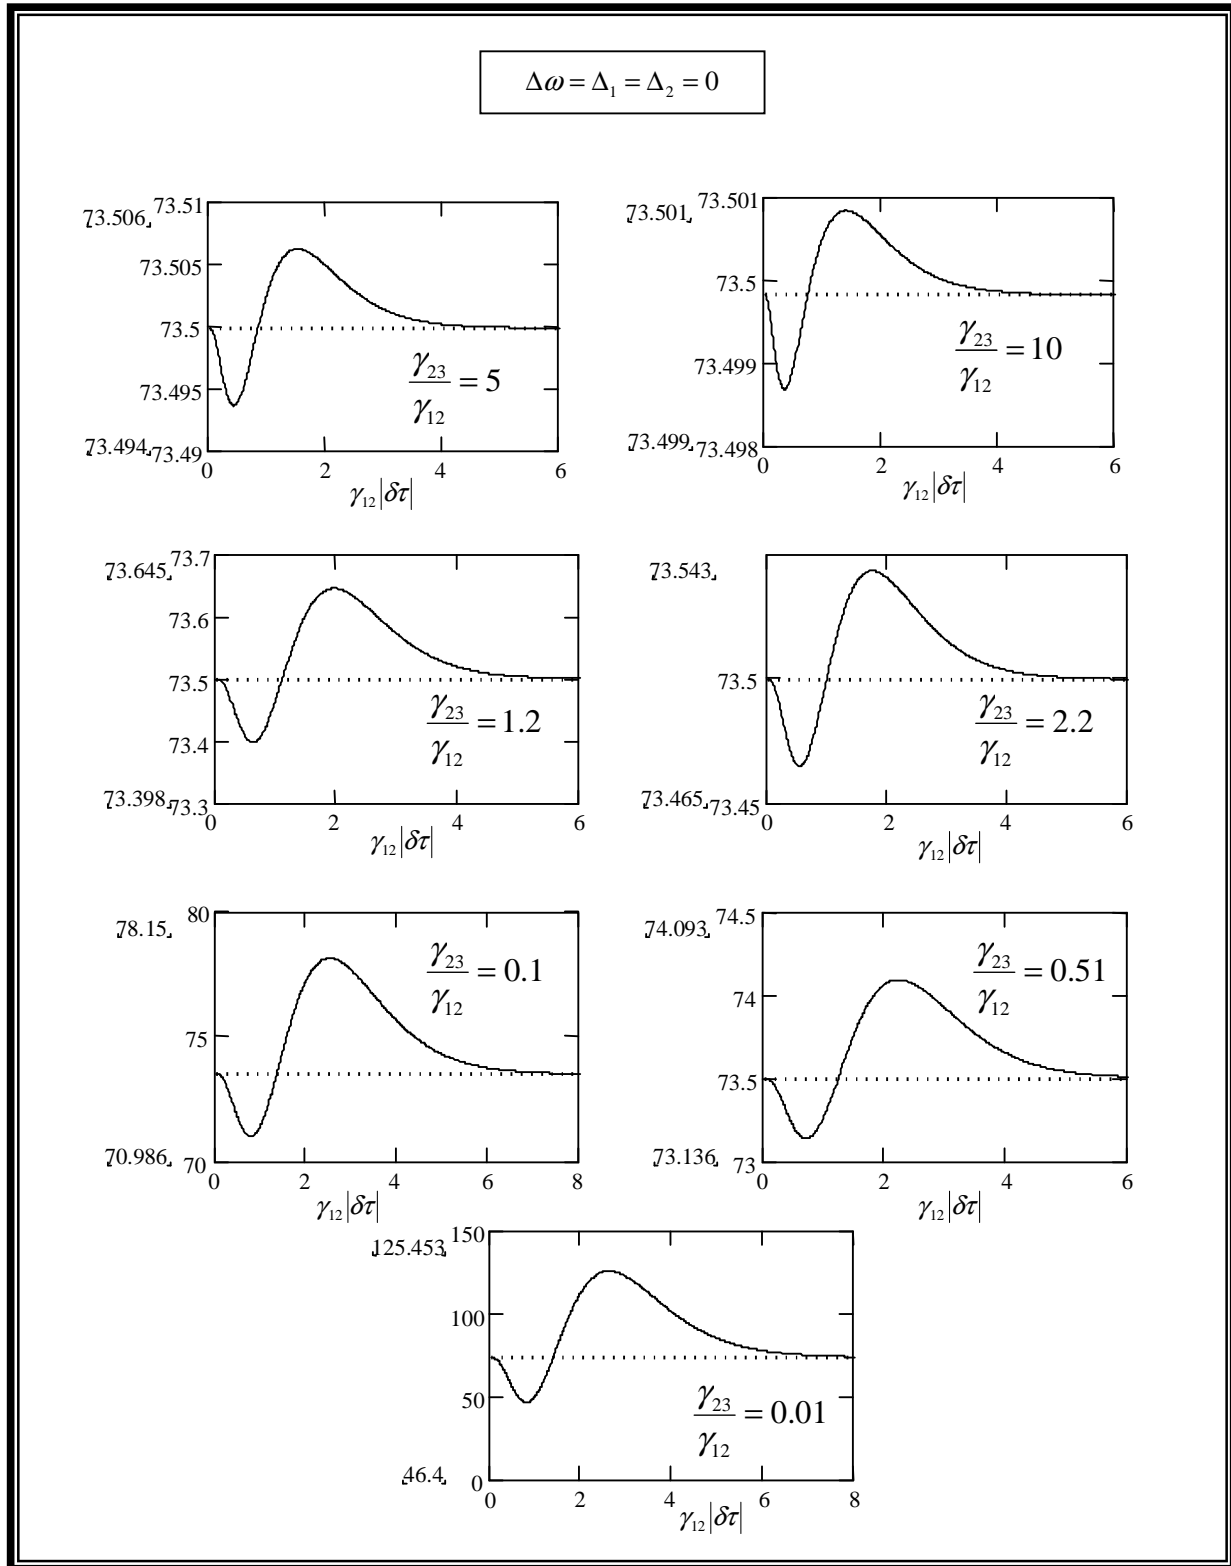 Δω = Δ₁ = Δ₂ = 0
73.506 73.51
73.505
73.5
73.495
73.494 73.49
0 2 4 6
γ₁₂|δτ|
γ₂₃/γ₁₂ = 5
73.501 73.501
73.5
73.499
73.499 73.498
0 2 4 6
γ₁₂|δτ|
γ₂₃/γ₁₂ = 10
73.645 73.7
73.6
73.5
73.4
73.398 73.3
0 2 4 6
γ₁₂|δτ|
γ₂₃/γ₁₂ = 1.2
73.543
73.5
73.465 73.45
0 2 4 6
γ₁₂|δτ|
γ₂₃/γ₁₂ = 2.2
78.15 80
75
70.986 70
0 2 4 6 8
γ₁₂|δτ|
γ₂₃/γ₁₂ = 0.1
74.093 74.5
74
73.5
73.136 73
0 2 4 6
γ₁₂|δτ|
γ₂₃/γ₁₂ = 0.51
125.453 150
100
50
46.4 0
0 2 4 6 8
γ₁₂|δτ|
γ₂₃/γ₁₂ = 0.01